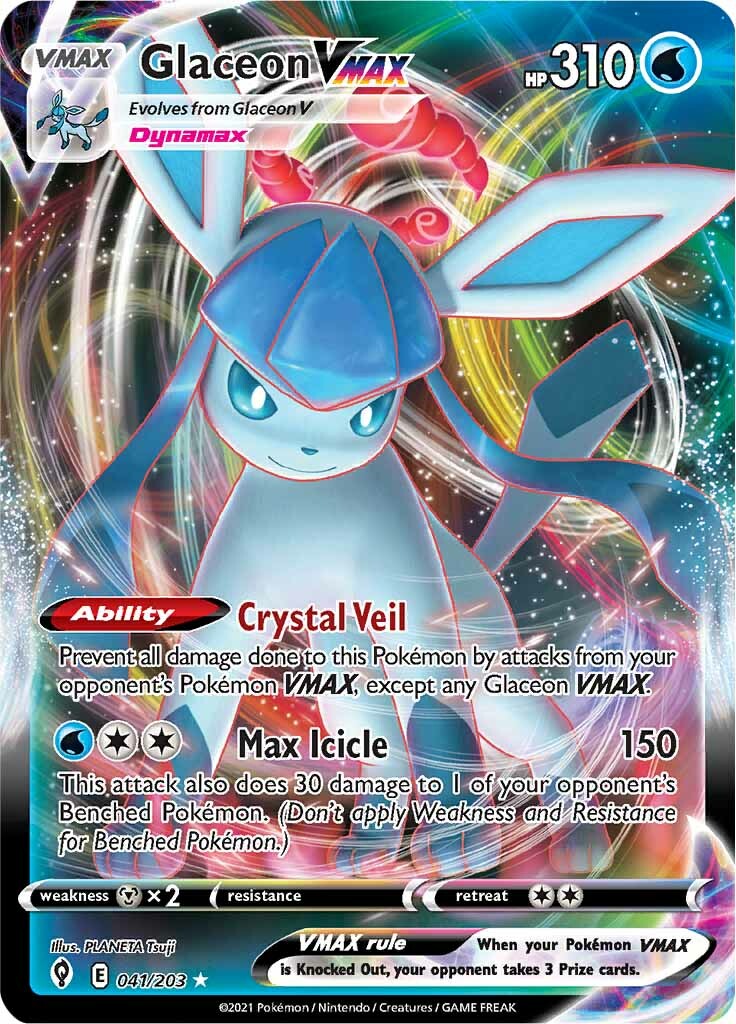 VMAX
Glaceon VMAX
HP 310
Evolves from Glaceon V
Dynamax
Ability Crystal Veil
Prevent all damage done to this Pokémon by attacks from your
opponent's Pokémon VMAX, except any Glaceon VMAX.
Max Icicle 150
This attack also does 30 damage to 1 of your opponent's
Benched Pokémon. (Don't apply Weakness and Resistance
for Benched Pokémon.)
weakness ×2 resistance retreat
Illus. PLANETA Tsuji
E 041/203 ★
VMAX rule When your Pokémon VMAX
is Knocked Out, your opponent takes 3 Prize cards.
©2021 Pokémon / Nintendo / Creatures / GAME FREAK